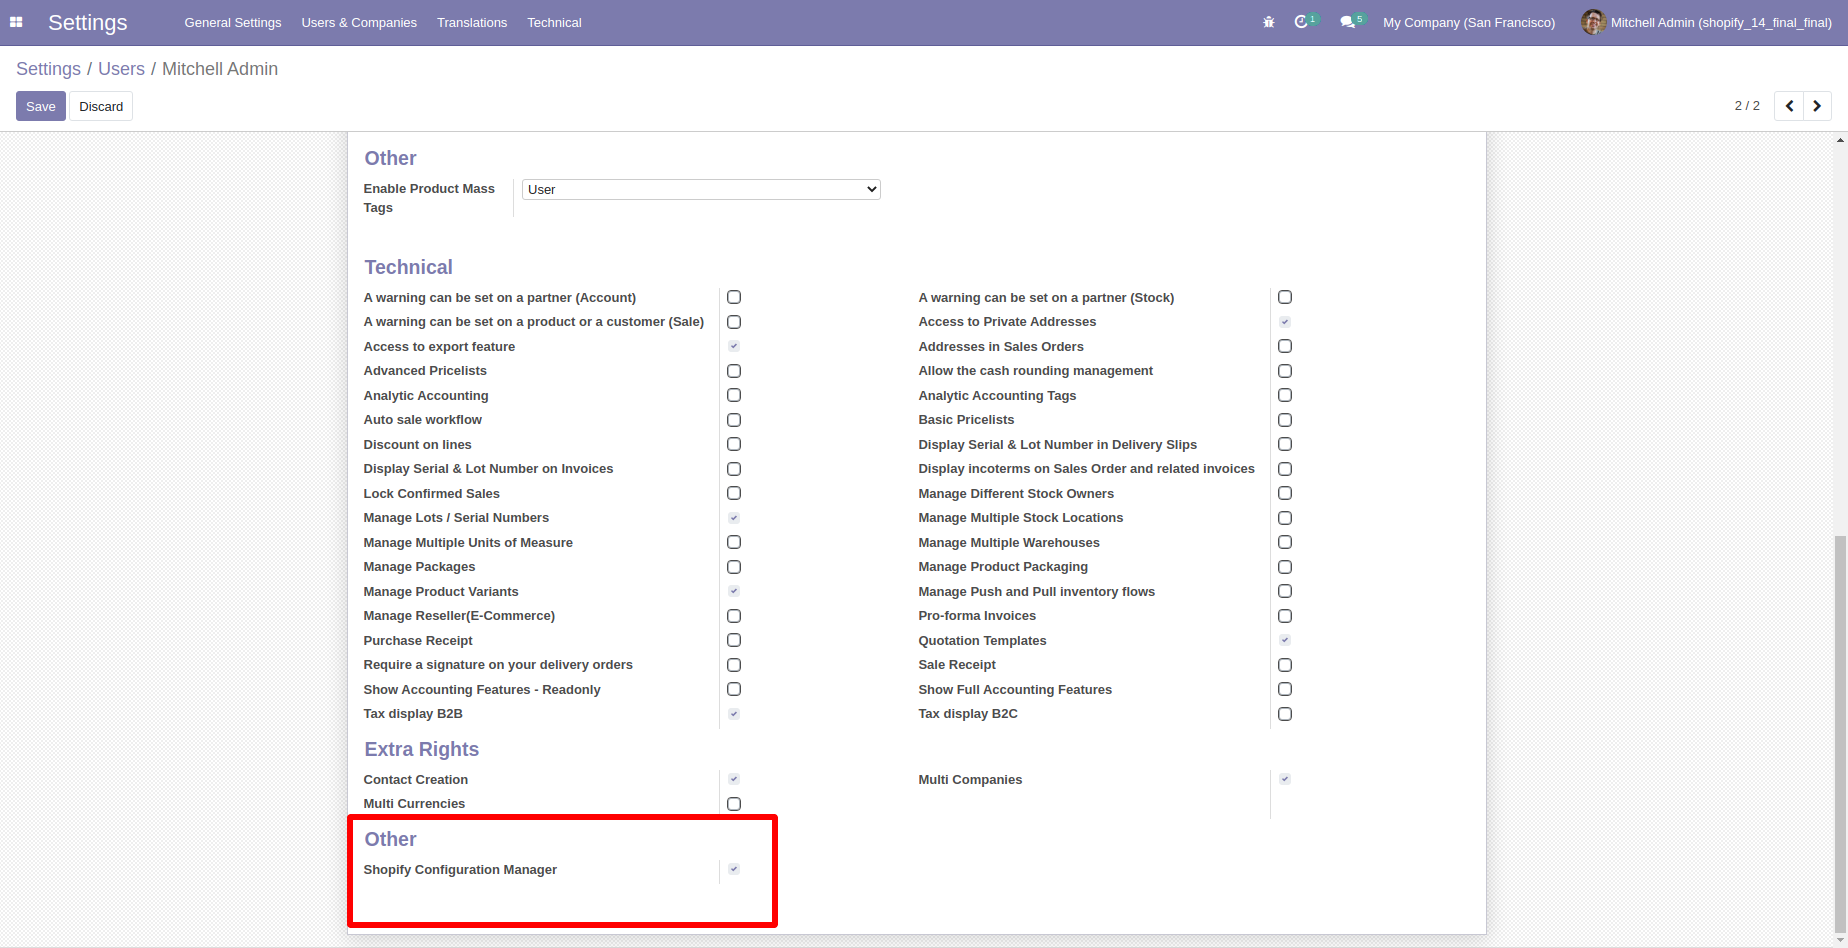 Settings General Settings Users & Companies Translations Technical 1 5 My Company (San Francisco) Mitchell Admin (shopify_14_final_final)
Settings / Users / Mitchell Admin
Save Discard 2 / 2
Other
Enable Product Mass User
Tags
Technical
A warning can be set on a partner (Account) A warning can be set on a partner (Stock)
A warning can be set on a product or a customer (Sale) Access to Private Addresses
Access to export feature Addresses in Sales Orders
Advanced Pricelists Allow the cash rounding management
Analytic Accounting Analytic Accounting Tags
Auto sale workflow Basic Pricelists
Discount on lines Display Serial & Lot Number in Delivery Slips
Display Serial & Lot Number on Invoices Display incoterms on Sales Order and related invoices
Lock Confirmed Sales Manage Different Stock Owners
Manage Lots / Serial Numbers Manage Multiple Stock Locations
Manage Multiple Units of Measure Manage Multiple Warehouses
Manage Packages Manage Product Packaging
Manage Product Variants Manage Push and Pull inventory flows
Manage Reseller(E-Commerce) Pro-forma Invoices
Purchase Receipt Quotation Templates
Require a signature on your delivery orders Sale Receipt
Show Accounting Features - Readonly Show Full Accounting Features
Tax display B2B Tax display B2C
Extra Rights
Contact Creation Multi Companies
Multi Currencies
Other
Shopify Configuration Manager